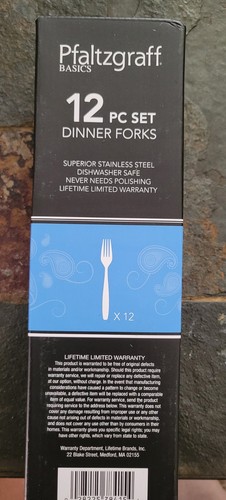 Pfaltzgraff
BASICS
12 PC SET
DINNER FORKS
SUPERIOR STAINLESS STEEL
DISHWASHER SAFE
NEVER NEEDS POLISHING
LIFETIME LIMITED WARRANTY
X 12
LIFETIME LIMITED WARRANTY
This product is warranted to be free of original defects
in materials and/or workmanship. Should this product require
warranty service, we will repair or replace any defective item,
at our option, without charge. In the event that manufacturing
considerations have caused a pattern to change or become
unavailable, a defective item will be replaced with a comparable
item of equal value. For warranty service, send the product
requiring service to the address below. This warranty does not
cover any damage resulting from improper use or any other
cause not arising out of defects in materials or workmanship,
and does not cover any use other than by consumers in their
homes. This warranty gives you specific legal rights; you may
have other rights, which vary from state to state.
Warranty Department, Lifetime Brands, Inc.
22 Blake Street, Medford, MA 02155